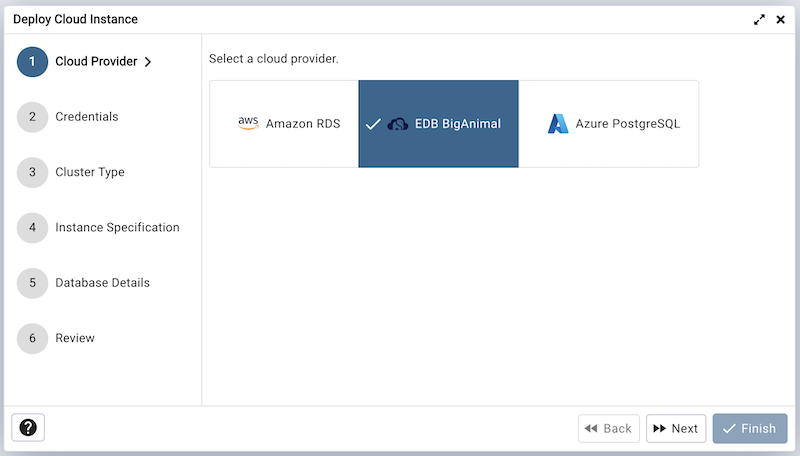 Deploy Cloud Instance
1 Cloud Provider
Select a cloud provider.
aws Amazon RDS
EDB BigAnimal
Azure PostgreSQL
2 Credentials
3 Cluster Type
4 Instance Specification
5 Database Details
6 Review
?
Back
Next
Finish